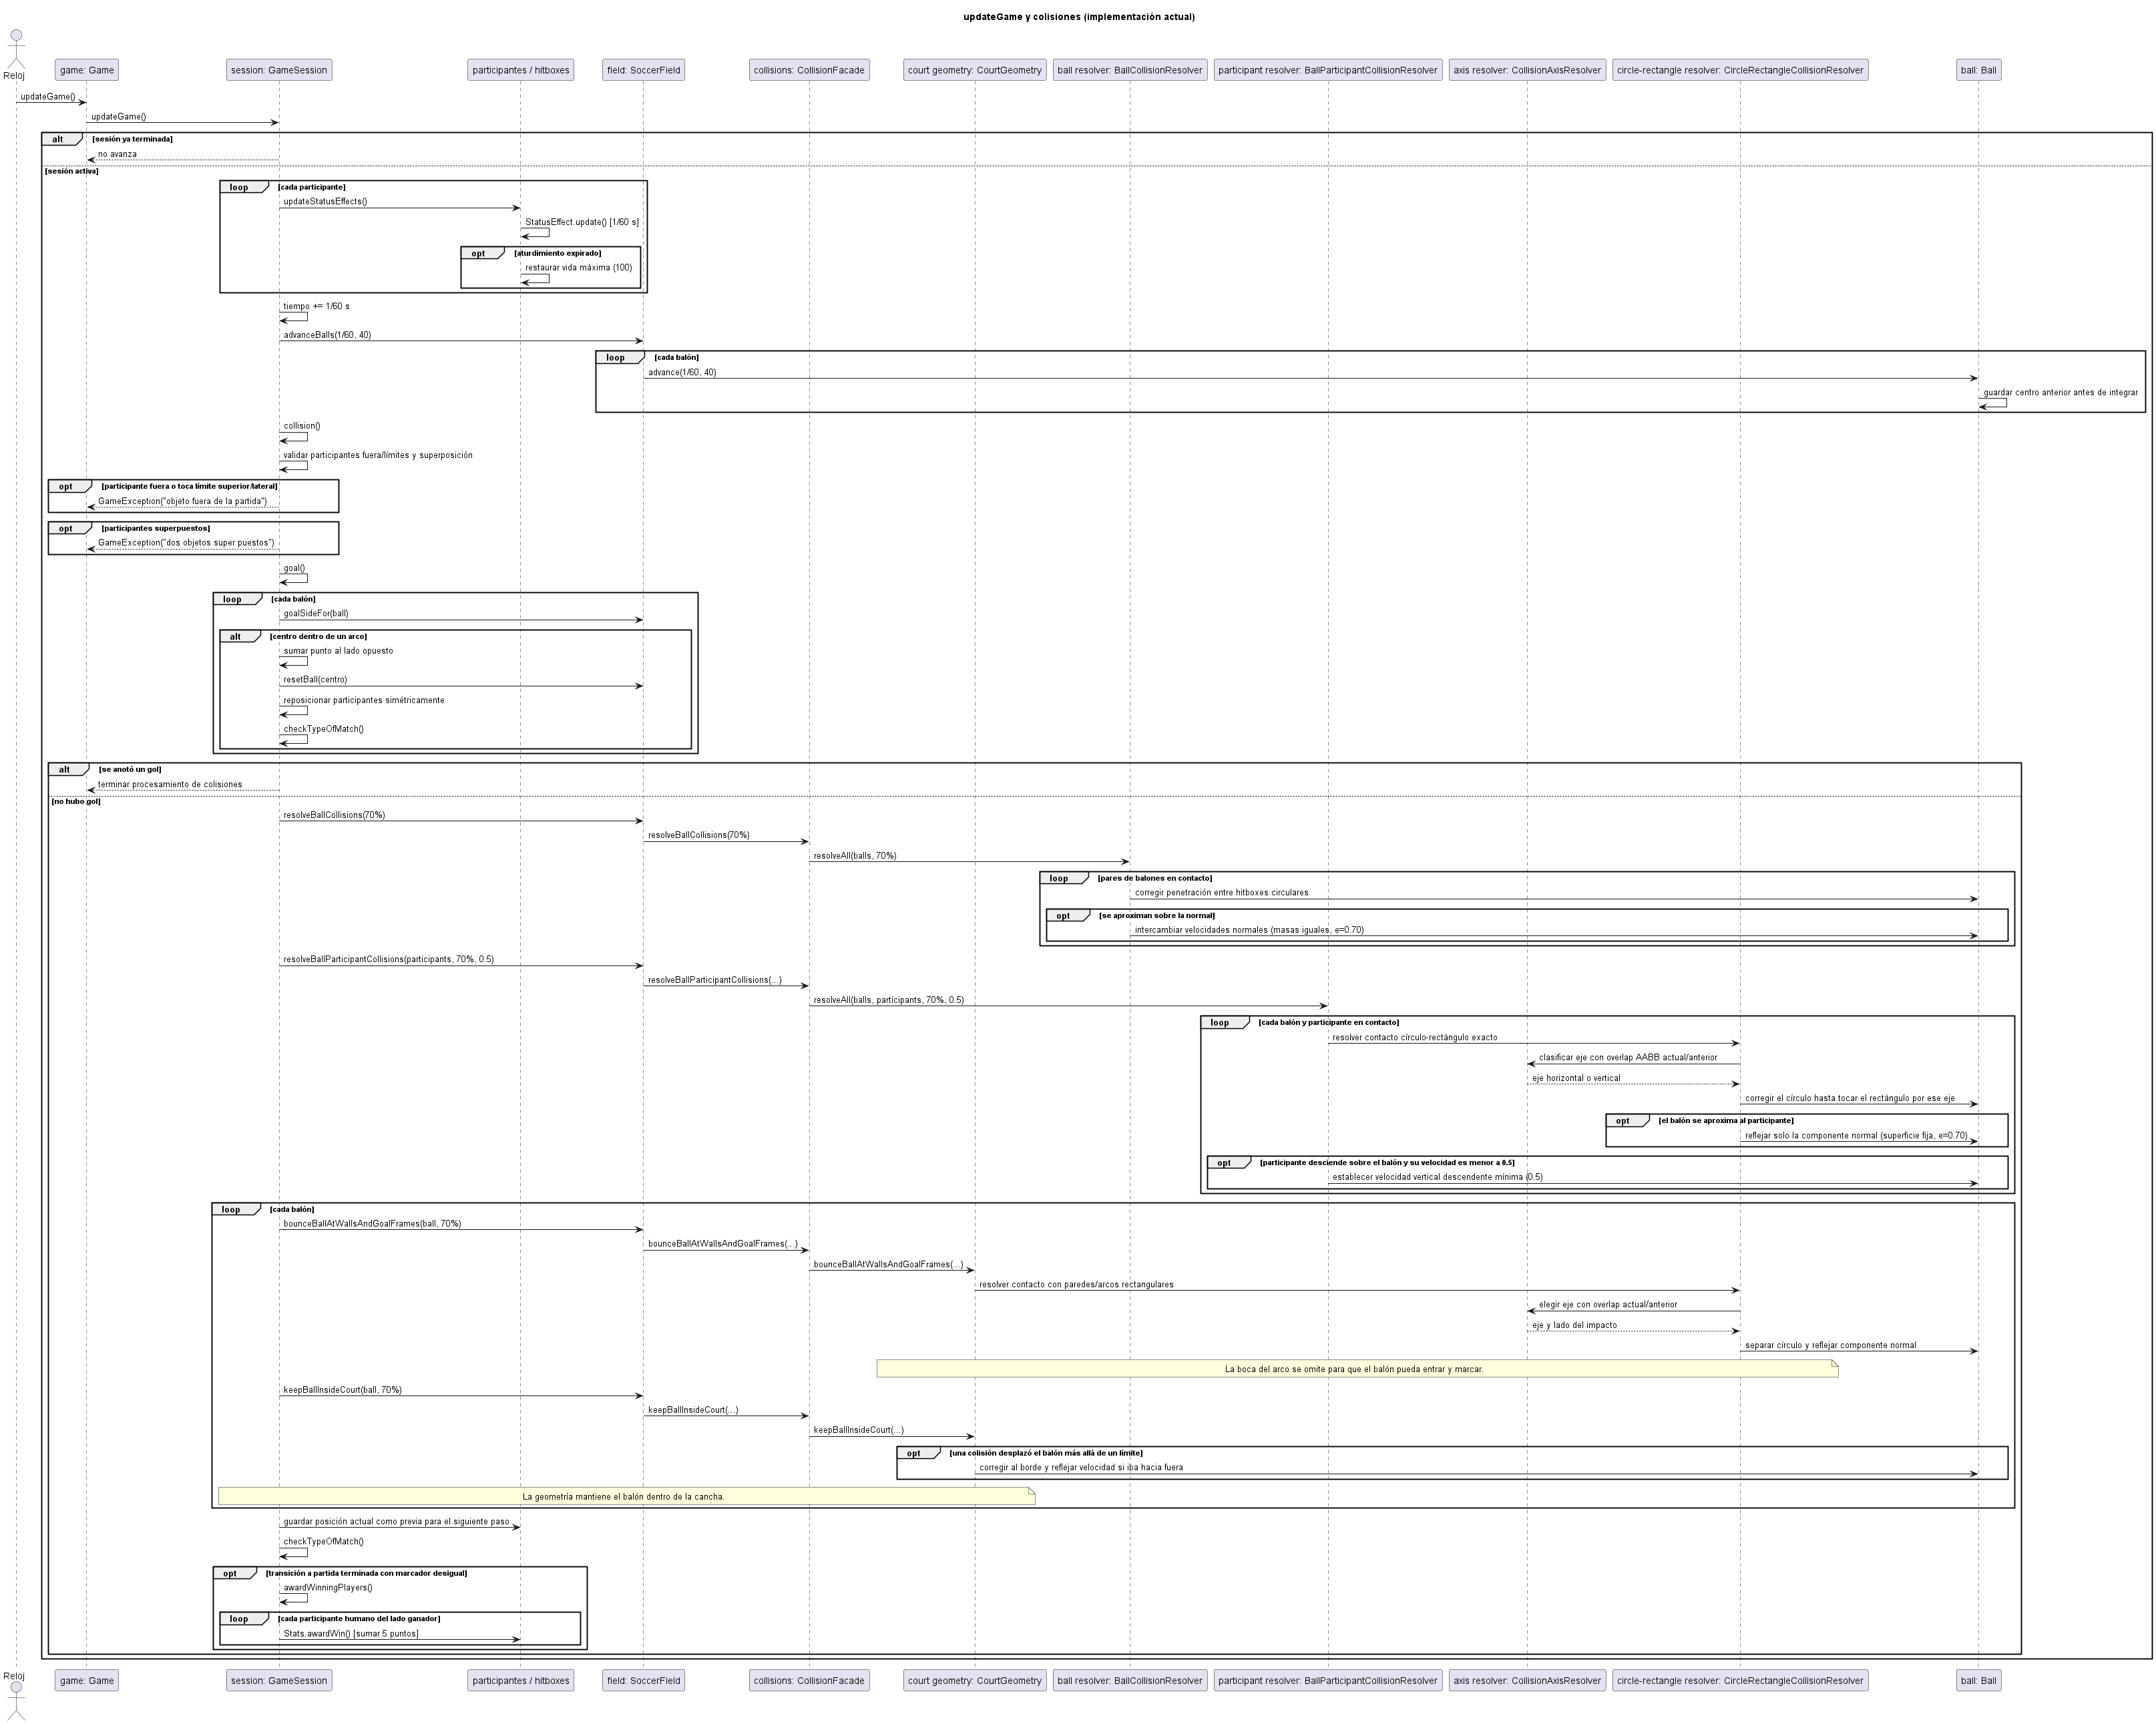 updateGame y colisiones (implementación actual)
Reloj
game: Game
session: GameSession
participantes / hitboxes
field: SoccerField
collisions: CollisionFacade
court geometry: CourtGeometry
ball resolver: BallCollisionResolver
participant resolver: BallParticipantCollisionResolver
axis resolver: CollisionAxisResolver
circle-rectangle resolver: CircleRectangleCollisionResolver
ball: Ball
updateGame()
updateGame()
alt [sesión ya terminada]
no avanza
[sesión activa]
loop [cada participante]
updateStatusEffects()
StatusEffect.update() [1/60 s]
opt [aturdimiento expirado]
restaurar vida máxima (100)
tiempo += 1/60 s
advanceBalls(1/60, 40)
loop [cada balón]
advance(1/60, 40)
guardar centro anterior antes de integrar
collision()
validar participantes fuera/límites y superposición
opt [participante fuera o toca límite superior/lateral]
GameException("objeto fuera de la partida")
opt [participantes superpuestos]
GameException("dos objetos super puestos")
goal()
loop [cada balón]
goalSideFor(ball)
alt [centro dentro de un arco]
sumar punto al lado opuesto
resetBall(centro)
reposicionar participantes simétricamente
checkTypeOfMatch()
alt [se anotó un gol]
terminar procesamiento de colisiones
[no hubo gol]
resolveBallCollisions(70%)
resolveBallCollisions(70%)
resolveAll(balls, 70%)
loop [pares de balones en contacto]
corregir penetración entre hitboxes circulares
opt [se aproximan sobre la normal]
intercambiar velocidades normales (masas iguales, e=0.70)
resolveBallParticipantCollisions(participants, 70%, 0.5)
resolveBallParticipantCollisions(...)
resolveAll(balls, participants, 70%, 0.5)
loop [cada balón y participante en contacto]
resolver contacto círculo-rectángulo exacto
clasificar eje con overlap AABB actual/anterior
eje horizontal o vertical
corregir el círculo hasta tocar el rectángulo por ese eje
opt [el balón se aproxima al participante]
reflejar solo la componente normal (superficie fija, e=0.70)
opt [participante desciende sobre el balón y su velocidad es menor a 0.5]
establecer velocidad vertical descendente mínima (0.5)
loop [cada balón]
bounceBallAtWallsAndGoalFrames(ball, 70%)
bounceBallAtWallsAndGoalFrames(...)
bounceBallAtWallsAndGoalFrames(...)
resolver contacto con paredes/arcos rectangulares
elegir eje con overlap actual/anterior
eje y lado del impacto
separar círculo y reflejar componente normal
La boca del arco se omite para que el balón pueda entrar y marcar.
keepBallInsideCourt(ball, 70%)
keepBallInsideCourt(...)
keepBallInsideCourt(...)
opt [una colisión desplazó el balón más allá de un límite]
corregir al borde y reflejar velocidad si iba hacia fuera
La geometría mantiene el balón dentro de la cancha.
guardar posición actual como previa para el siguiente paso
checkTypeOfMatch()
opt [transición a partida terminada con marcador desigual]
awardWinningPlayers()
loop [cada participante humano del lado ganador]
Stats.awardWin() [sumar 5 puntos]
Reloj
game: Game
session: GameSession
participantes / hitboxes
field: SoccerField
collisions: CollisionFacade
court geometry: CourtGeometry
ball resolver: BallCollisionResolver
participant resolver: BallParticipantCollisionResolver
axis resolver: CollisionAxisResolver
circle-rectangle resolver: CircleRectangleCollisionResolver
ball: Ball